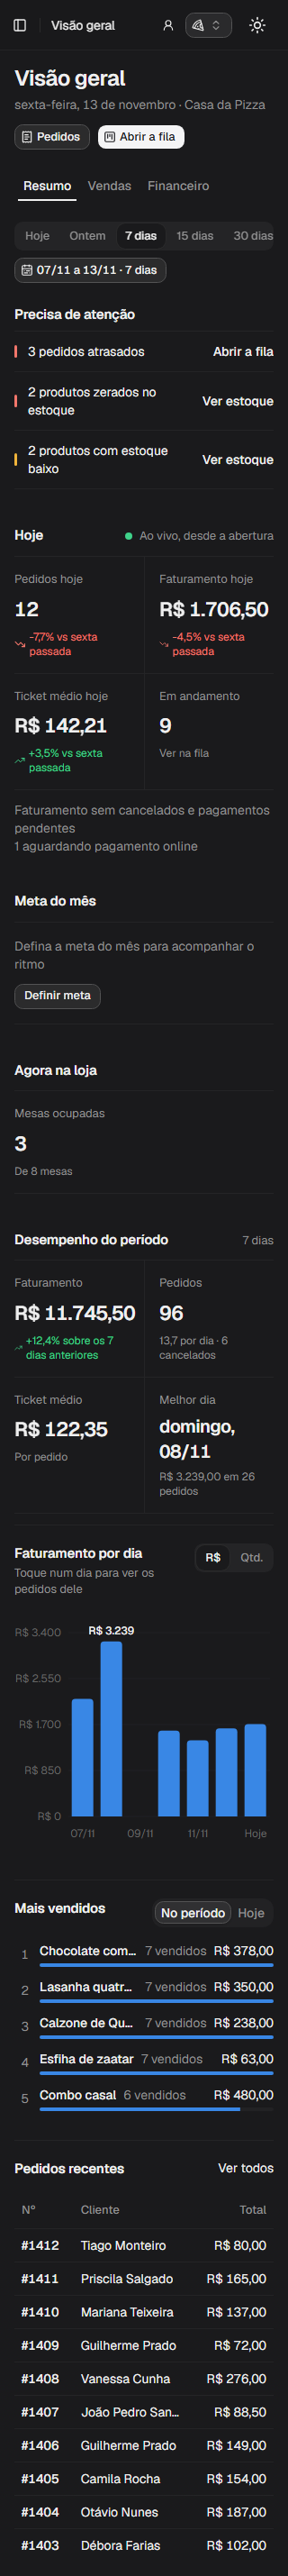 Visão geral
Visão geral
sexta-feira, 13 de novembro · Casa da Pizza
Pedidos
Abrir a fila
Resumo Vendas Financeiro
Hoje Ontem 7 dias 15 dias 30 dias
07/11 a 13/11 · 7 dias
Precisa de atenção
3 pedidos atrasados Abrir a fila
2 produtos zerados no
estoque
Ver estoque
2 produtos com estoque
baixo
Ver estoque
Hoje
Ao vivo, desde a abertura
Pedidos hoje
12
-7,7% vs sexta
passada
Faturamento hoje
R$ 1.706,50
-4,5% vs sexta
passada
Ticket médio hoje
R$ 142,21
+3,5% vs sexta
passada
Em andamento
9
Ver na fila
Faturamento sem cancelados e pagamentos
pendentes
1 aguardando pagamento online
Meta do mês
Defina a meta do mês para acompanhar o
ritmo
Definir meta
Agora na loja
Mesas ocupadas
3
De 8 mesas
Desempenho do período
7 dias
Faturamento
R$ 11.745,50
+12,4% sobre os 7
dias anteriores
Pedidos
96
13,7 por dia · 6
cancelados
Ticket médio
R$ 122,35
Por pedido
Melhor dia
domingo,
08/11
R$ 3.239,00 em 26
pedidos
Faturamento por dia
Toque num dia para ver os
pedidos dele
R$ Qtd.
R$ 3.400
R$ 3.239
R$ 2.550
R$ 1.700
R$ 850
R$ 0
07/11 09/11 11/11 Hoje
Mais vendidos
No período Hoje
1 Chocolate com... 7 vendidos R$ 378,00
2 Lasanha quatr... 7 vendidos R$ 350,00
3 Calzone de Qu... 7 vendidos R$ 238,00
4 Esfiha de zaatar 7 vendidos R$ 63,00
5 Combo casal 6 vendidos R$ 480,00
Pedidos recentes
Ver todos
Nº Cliente Total
#1412 Tiago Monteiro R$ 80,00
#1411 Priscila Salgado R$ 165,00
#1410 Mariana Teixeira R$ 137,00
#1409 Guilherme Prado R$ 72,00
#1408 Vanessa Cunha R$ 276,00
#1407 João Pedro San... R$ 88,50
#1406 Guilherme Prado R$ 149,00
#1405 Camila Rocha R$ 154,00
#1404 Otávio Nunes R$ 187,00
#1403 Débora Farias R$ 102,00